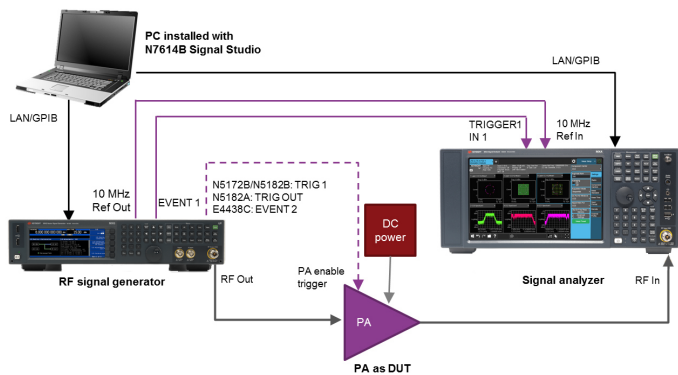 PC installed with
N7614B Signal Studio
LAN/GPIB
LAN/GPIB
TRIGGER1
IN 1
10 MHz
Ref In
10 MHz
Ref Out
EVENT 1
N5172B/N5182B: TRIG 1
N5182A: TRIG OUT
E4438C: EVENT 2
DC
power
RF signal generator
RF Out
PA enable
trigger
Signal analyzer
RF In
PA
PA as DUT